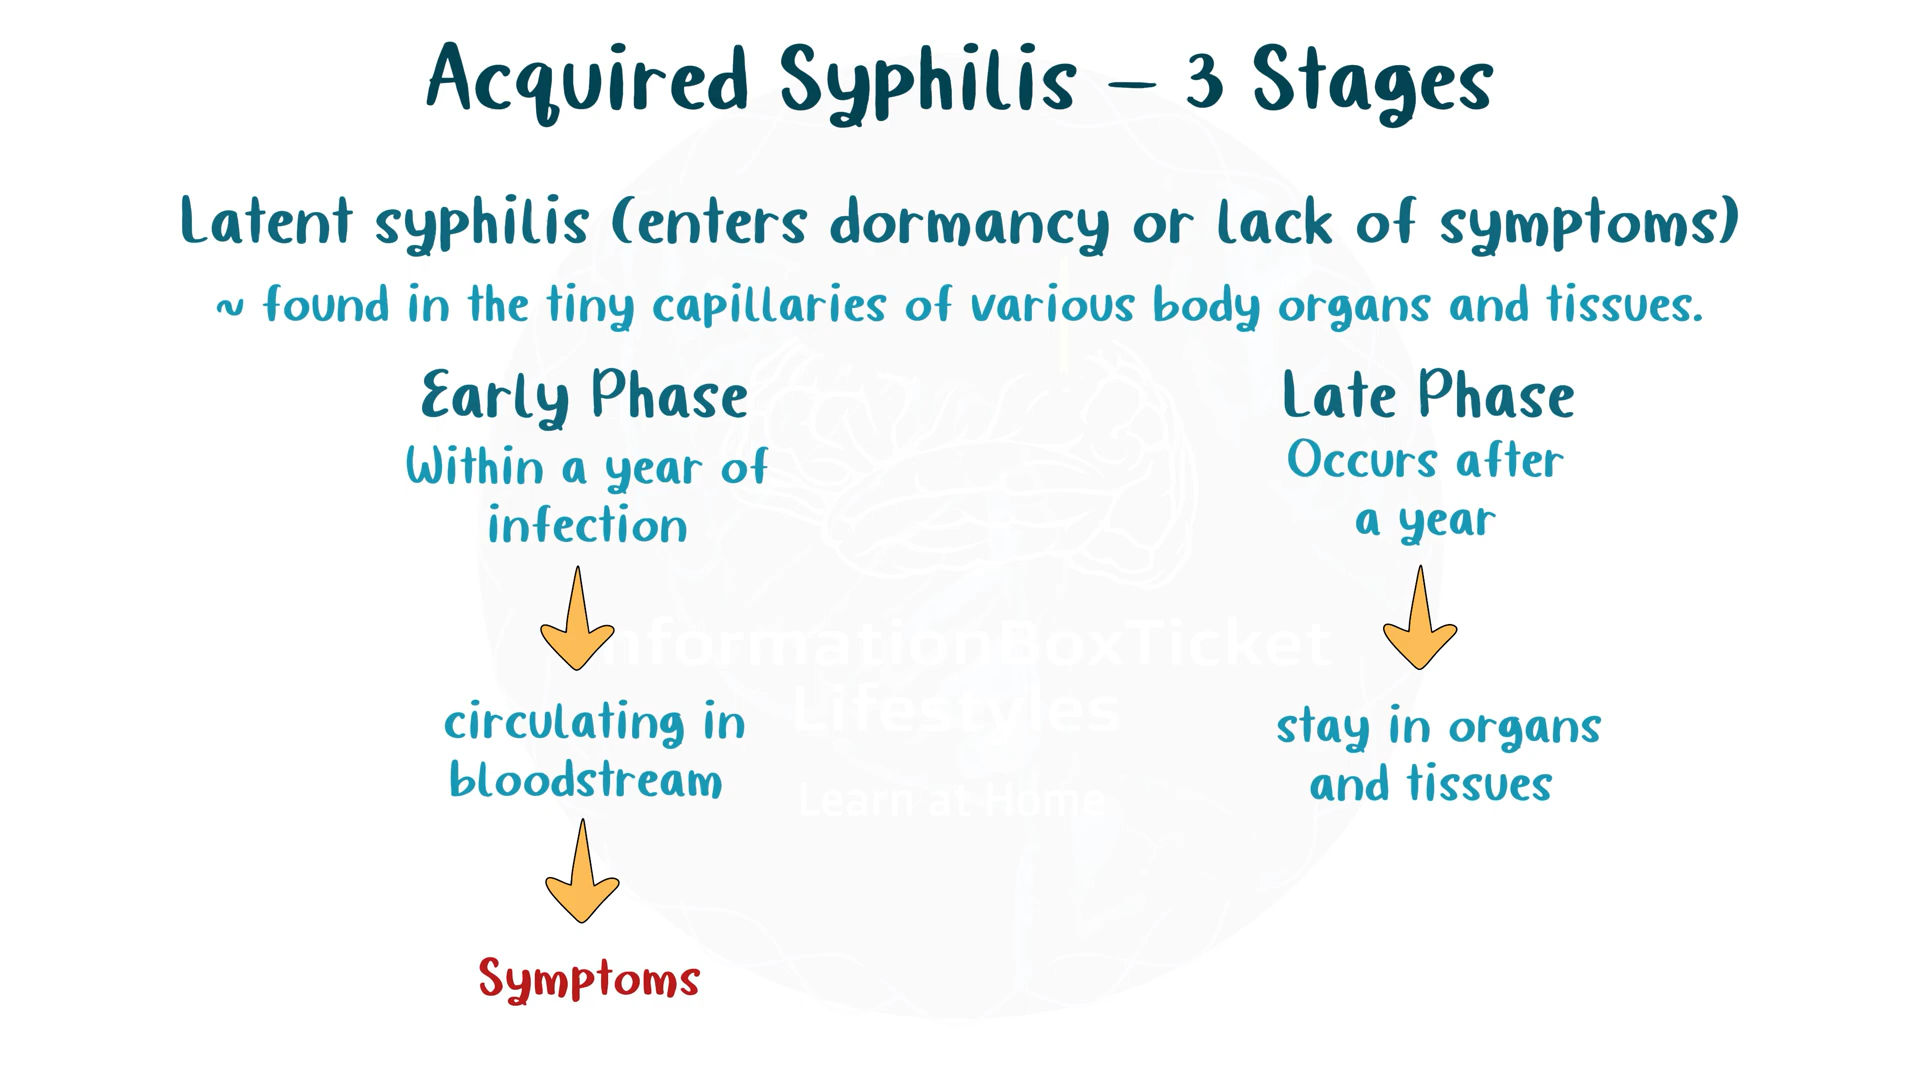 Acquired Syphilis – 3 Stages
Latent syphilis (enters dormancy or lack of symptoms)
~ found in the tiny capillaries of various body organs and tissues.
Early Phase
Within a year of
infection
circulating in
bloodstream
Symptoms
Late Phase
Occurs after
a year
stay in organs
and tissues
InformationBoxTicket
Lifestyles
Learn at Home